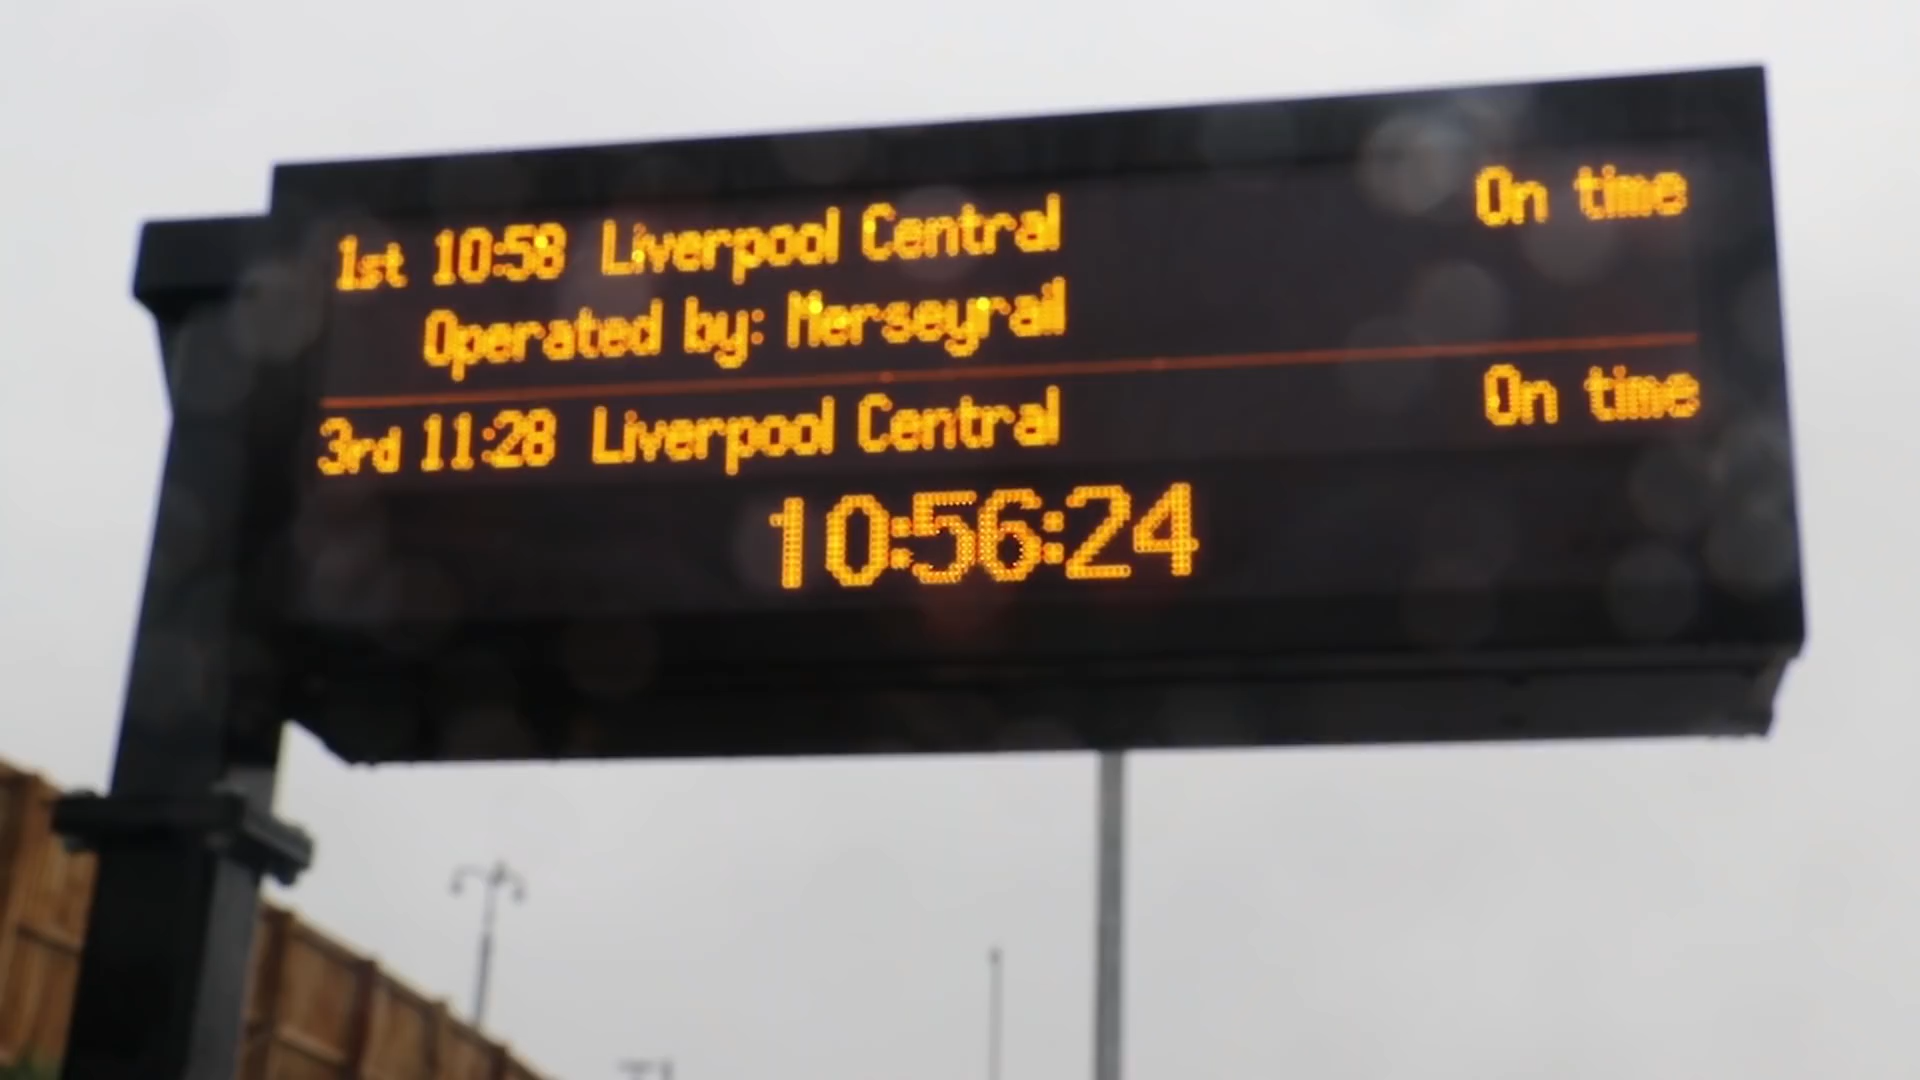 1st 10:58 Liverpool Central On time
Operated by: Merseyrail
3rd 11:28 Liverpool Central On time
10:56:24